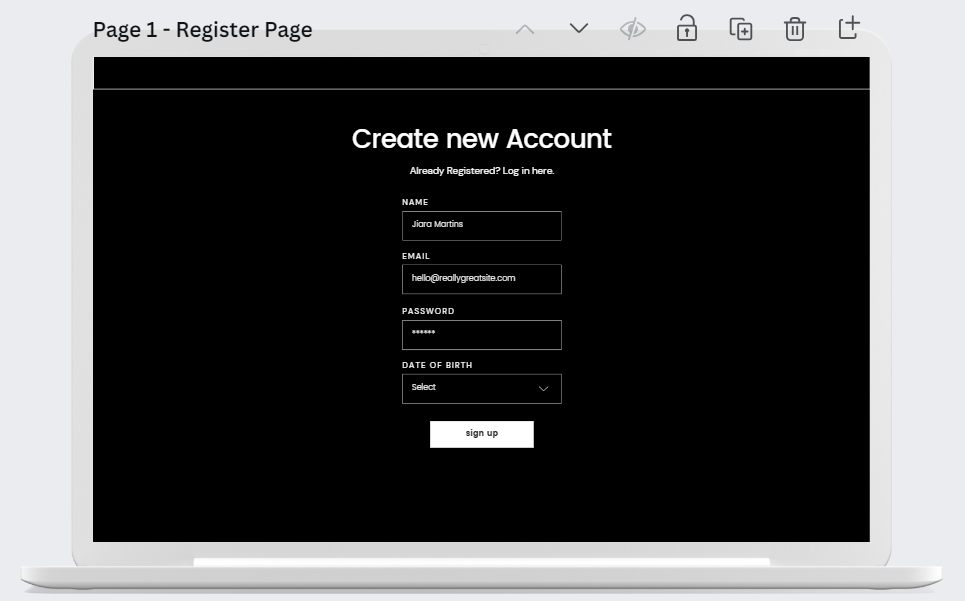 Page 1 - Register Page
Create new Account
Already Registered? Log in here.
NAME
Jiara Martins
EMAIL
hello@reallygreatsite.com
PASSWORD
******
DATE OF BIRTH
Select
sign up